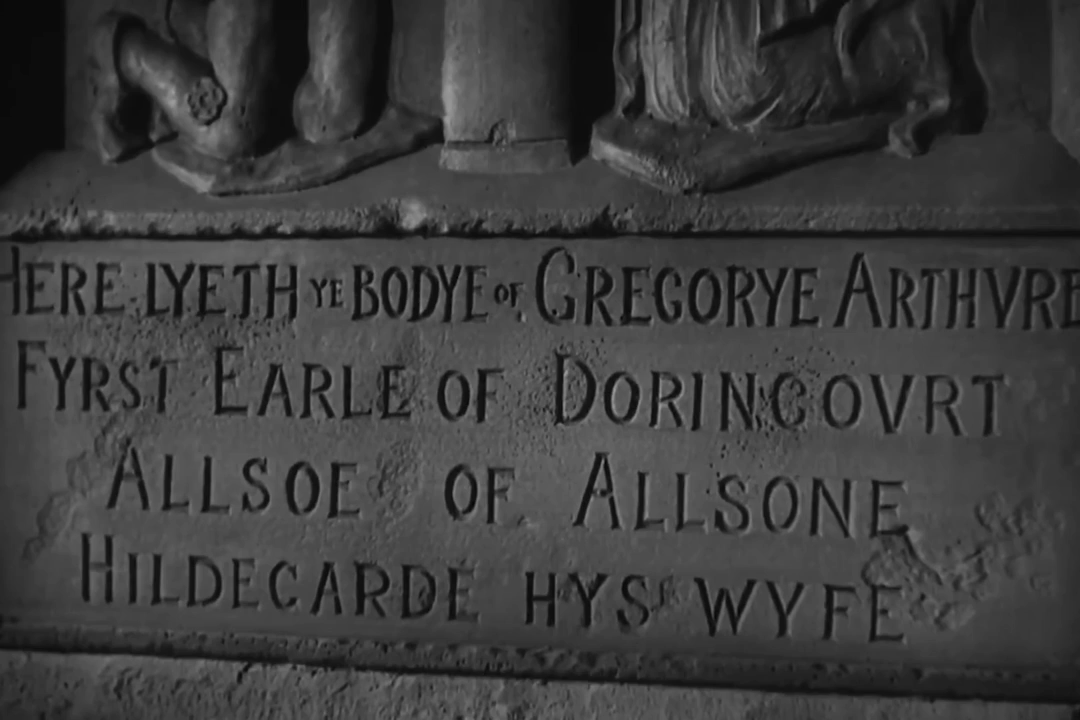 HERE LYETH YE BODYE OF GREGORYE ARTHVRE
FYRST EARLE OF DORINCOVRT
ALLSOE OF ALLSONE
HILDECARDE HYS WYFE